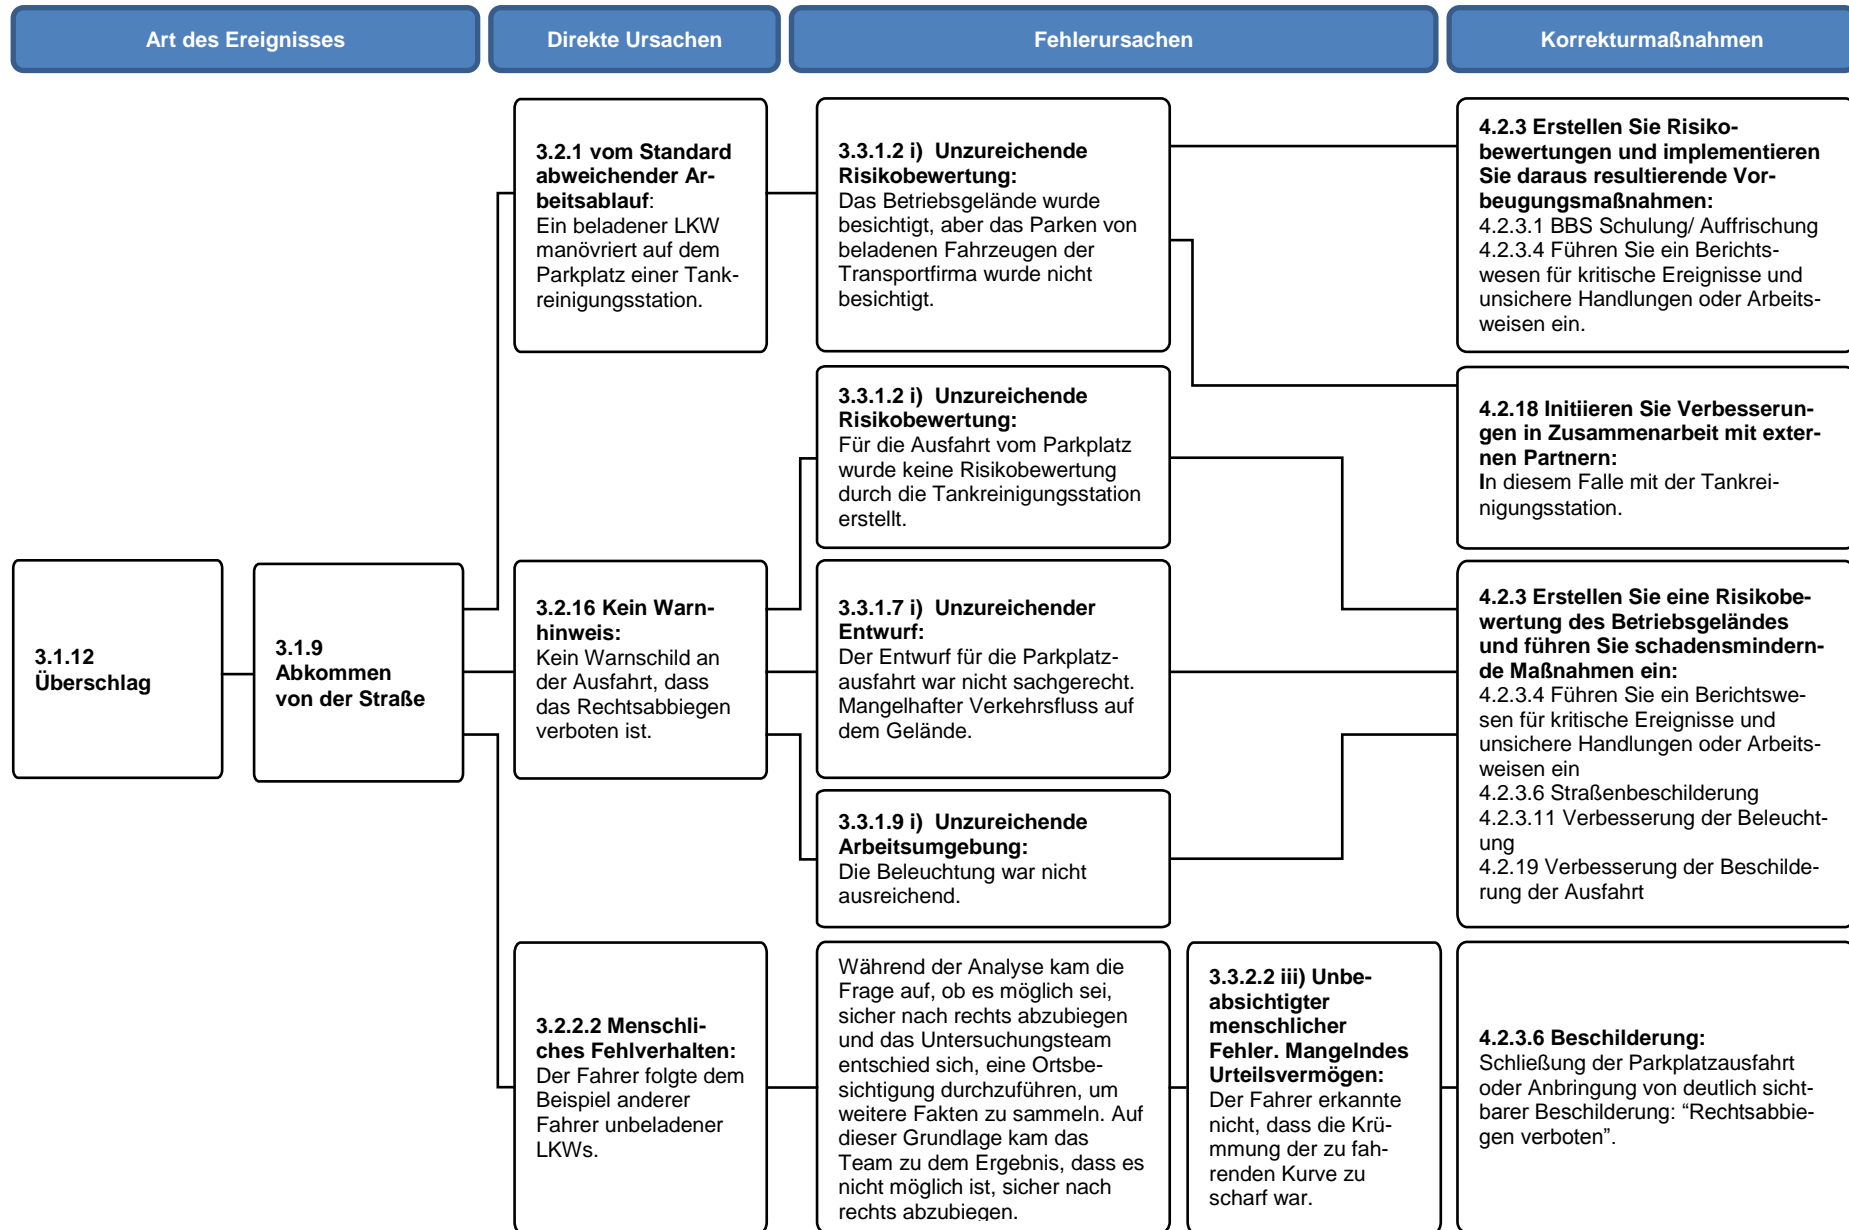 Art des Ereignisses
Direkte Ursachen
Fehlerursachen
Korrekturmaßnahmen
3.1.12
Überschlag
3.1.9
Abkommen
von der Straße
3.2.1 vom Standard
abweichender Ar-
beitsablauf:
Ein beladener LKW
manövriert auf dem
Parkplatz einer Tank-
reinigungsstation.
3.3.1.2 i) Unzureichende
Risikobewertung:
Das Betriebsgelände wurde
besichtigt, aber das Parken von
beladenen Fahrzeugen der
Transportfirma wurde nicht
besichtigt.
4.2.3 Erstellen Sie Risiko-
bewertungen und implementieren
Sie daraus resultierende Vor-
beugungsmaßnahmen:
4.2.3.1 BBS Schulung/ Auffrischung
4.2.3.4 Führen Sie ein Berichts-
wesen für kritische Ereignisse und
unsichere Handlungen oder Arbeits-
weisen ein.
4.2.18 Initiieren Sie Verbesserun-
gen in Zusammenarbeit mit exter-
nen Partnern:
In diesem Falle mit der Tankrei-
nigungsstation.
3.2.16 Kein Warn-
hinweis:
Kein Warnschild an
der Ausfahrt, dass
das Rechtsabbiegen
verboten ist.
3.3.1.2 i) Unzureichende
Risikobewertung:
Für die Ausfahrt vom Parkplatz
wurde keine Risikobewertung
durch die Tankreinigungsstation
erstellt.
3.3.1.7 i) Unzureichender
Entwurf:
Der Entwurf für die Parkplatz-
ausfahrt war nicht sachgerecht.
Mangelhafter Verkehrsfluss auf
dem Gelände.
3.3.1.9 i) Unzureichende
Arbeitsumgebung:
Die Beleuchtung war nicht
ausreichend.
4.2.3 Erstellen Sie eine Risikobe-
wertung des Betriebsgeländes
und führen Sie schadensmindern-
de Maßnahmen ein:
4.2.3.4 Führen Sie ein Berichtswe-
sen für kritische Ereignisse und
unsichere Handlungen oder Arbeits-
weisen ein
4.2.3.6 Straßenbeschilderung
4.2.3.11 Verbesserung der Beleucht-
ung
4.2.19 Verbesserung der Beschilde-
rung der Ausfahrt
3.2.2.2 Menschli-
ches Fehlverhalten:
Der Fahrer folgte dem
Beispiel anderer
Fahrer unbeladener
LKWs.
Während der Analyse kam die
Frage auf, ob es möglich sei,
sicher nach rechts abzubiegen
und das Untersuchungsteam
entschied sich, eine Ortsbe-
sichtigung durchzuführen, um
weitere Fakten zu sammeln. Auf
dieser Grundlage kam das
Team zu dem Ergebnis, dass es
nicht möglich ist, sicher nach
rechts abzubiegen.
3.3.2.2 iii) Unbe-
absichtigter
menschlicher
Fehler. Mangelndes
Urteilsvermögen:
Der Fahrer erkannte
nicht, dass die Krü-
mmung der zu fah-
renden Kurve zu
scharf war.
4.2.3.6 Beschilderung:
Schließung der Parkplatzausfahrt
oder Anbringung von deutlich sicht-
barer Beschilderung: “Rechtsabbie-
gen verboten”.